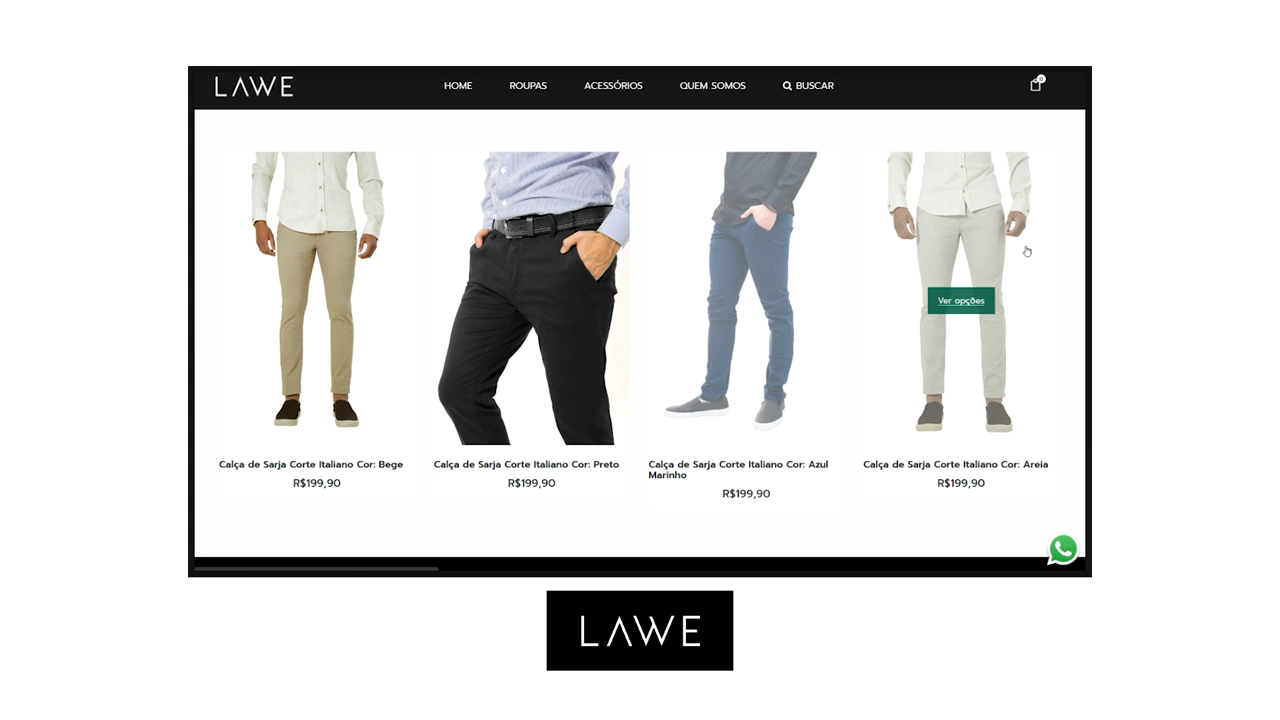 LAWE
HOME
ROUPAS
ACESSÓRIOS
QUEM SOMOS
BUSCAR
0
Ver opções
Calça de Sarja Corte Italiano Cor: Bege
R$199,90
Calça de Sarja Corte Italiano Cor: Preto
R$199,90
Calça de Sarja Corte Italiano Cor: Azul
Marinho
R$199,90
Calça de Sarja Corte Italiano Cor: Areia
R$199,90
LAWE